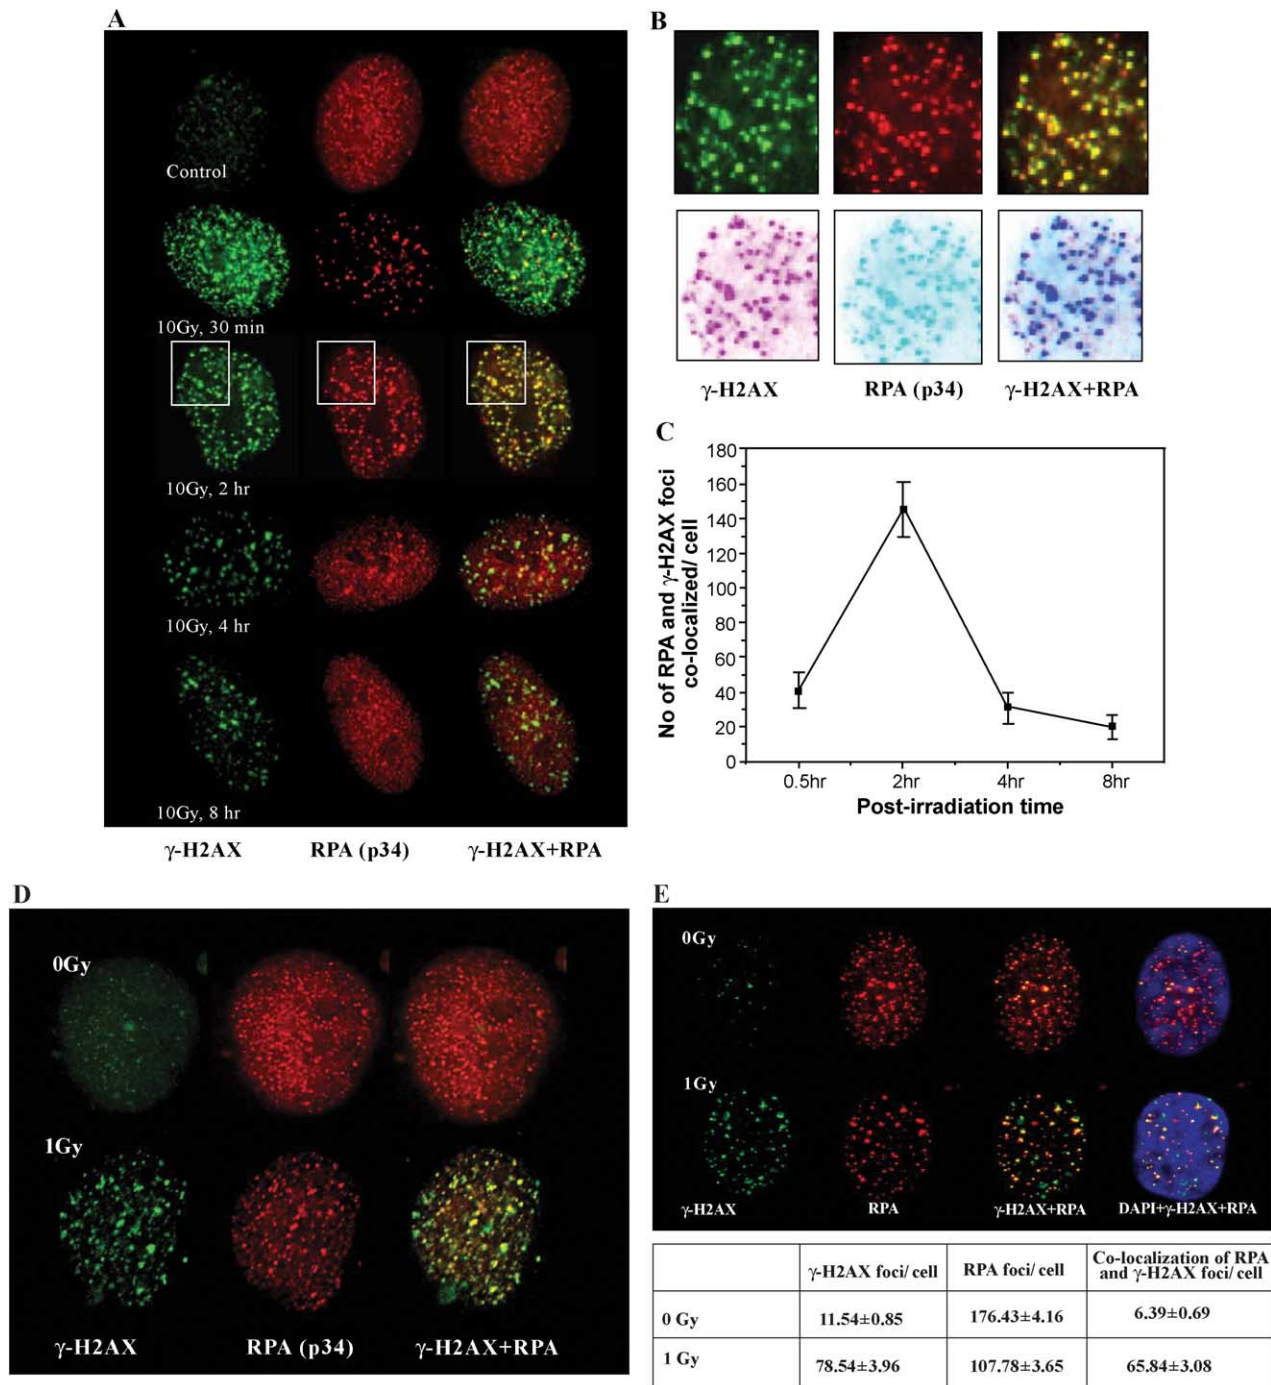 A
Control
10Gy, 30 min
10Gy, 2 hr
10Gy, 4 hr
10Gy, 8 hr
γ-H2AX RPA (p34) γ-H2AX+RPA
B
γ-H2AX RPA (p34) γ-H2AX+RPA
C
No of RPA and γ-H2AX foci
co-localized/ cell
180
160
140
120
100
80
60
40
20
0
0.5hr 2hr 4hr 8hr
Post-irradiation time
D
0Gy
1Gy
γ-H2AX RPA (p34) γ-H2AX+RPA
E
0Gy
1Gy
γ-H2AX RPA γ-H2AX+RPA DAPI+γ-H2AX+RPA
γ-H2AX foci/ cell RPA foci/ cell Co-localization of RPA
and γ-H2AX foci/ cell
0 Gy 11.54±0.85 176.43±4.16 6.39±0.69
1 Gy 78.54±3.96 107.78±3.65 65.84±3.08